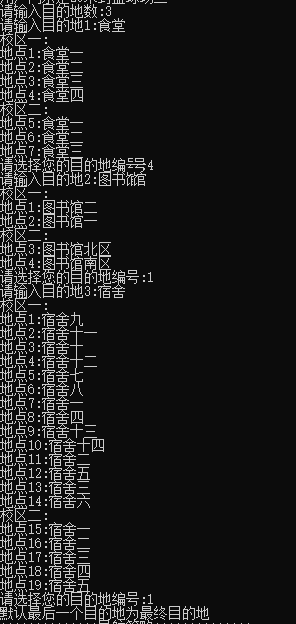 请输入目的地数:3
请输入目的地1:食堂
校区一:
地点1:食堂一
地点2:食堂二
地点3:食堂三
地点4:食堂四
校区二:
地点5:食堂一
地点6:食堂二
地点7:食堂三
请选择您的目的地编号:4
请输入目的地2:图书馆
校区一:
地点1:图书馆二
地点2:图书馆一
校区二:
地点3:图书馆北区
地点4:图书馆南区
请选择您的目的地编号:1
请输入目的地3:宿舍
校区一:
地点1:宿舍九
地点2:宿舍十一
地点3:宿舍十
地点4:宿舍十二
地点5:宿舍七
地点6:宿舍八
地点7:宿舍一
地点8:宿舍四
地点9:宿舍十三
地点10:宿舍十四
地点11:宿舍二
地点12:宿舍五
地点13:宿舍三
地点14:宿舍六
校区二:
地点15:宿舍一
地点16:宿舍二
地点17:宿舍三
地点18:宿舍四
地点19:宿舍五
请选择您的目的地编号:1
默认最后一个目的地为最终目的地